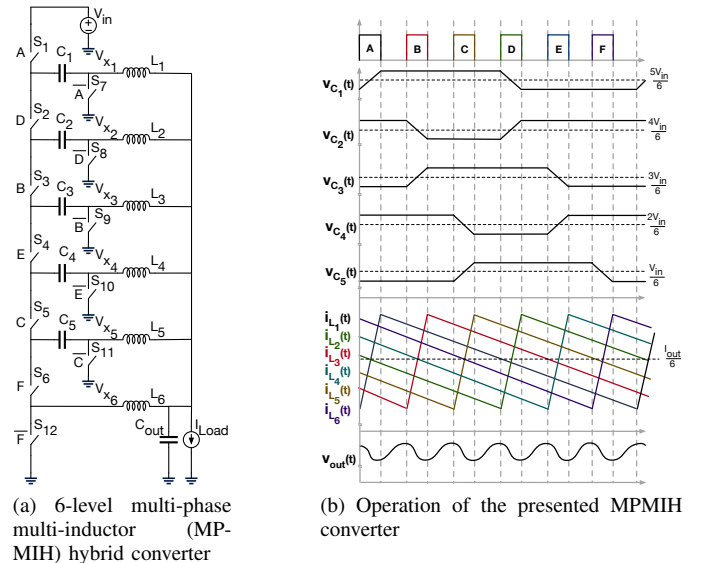 V_in
A S_1
C_1 V_x1 L_1
A̅ S_7
D S_2
C_2 V_x2 L_2
D̅ S_8
B S_3
C_3 V_x3 L_3
B̅ S_9
E S_4
C_4 V_x4 L_4
E̅ S_10
C S_5
C_5 V_x5 L_5
C̅ S_11
F S_6
V_x6 L_6
F̅ S_12
C_out I_Load
(a) 6-level multi-phase
multi-inductor (MP-
MIH) hybrid converter
A B C D E F
v_C1(t) 5V_in/6
v_C2(t) 4V_in/6
v_C3(t) 3V_in/6
v_C4(t) 2V_in/6
v_C5(t) V_in/6
i_L1(t)
i_L2(t)
i_L3(t) I_out/6
i_L4(t)
i_L5(t)
i_L6(t)
v_out(t)
(b) Operation of the presented MPMIH
converter